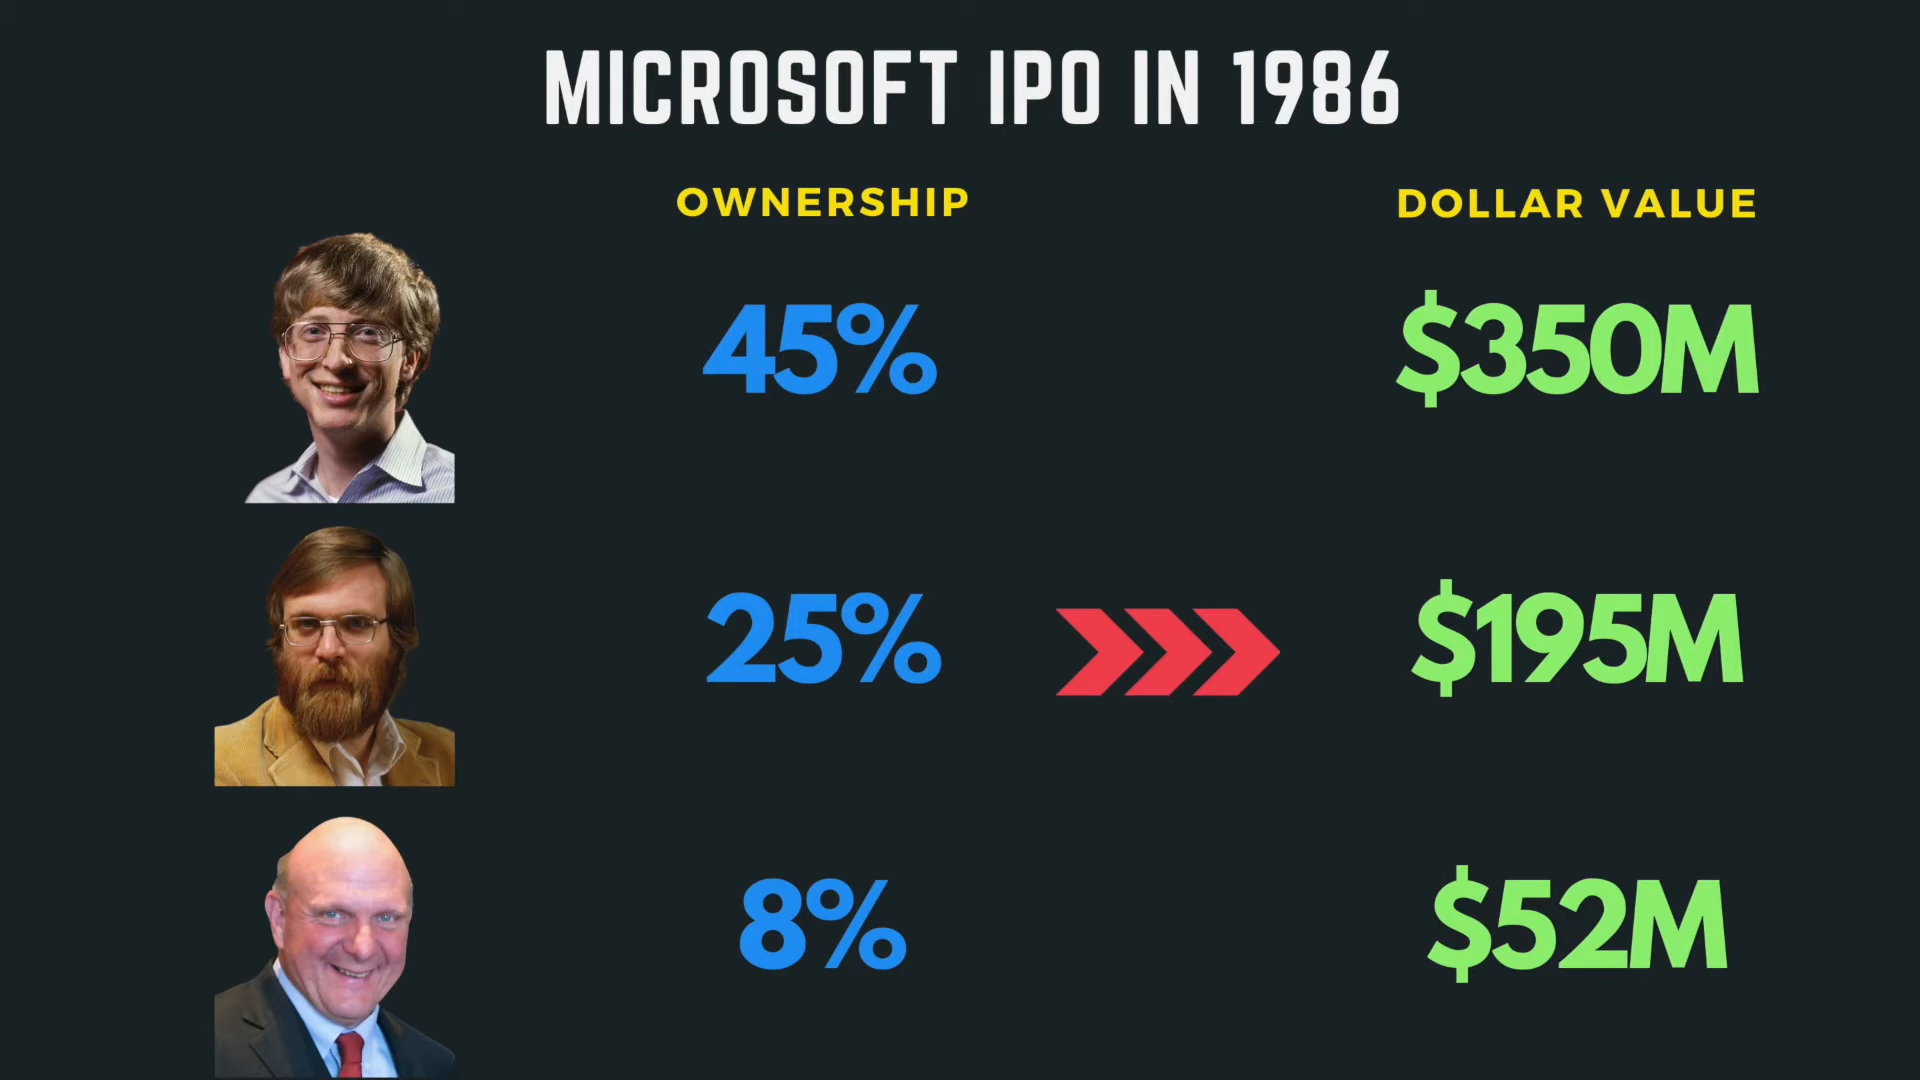 MICROSOFT IPO IN 1986
OWNERSHIP DOLLAR VALUE
45% $350M
25% $195M
8% $52M